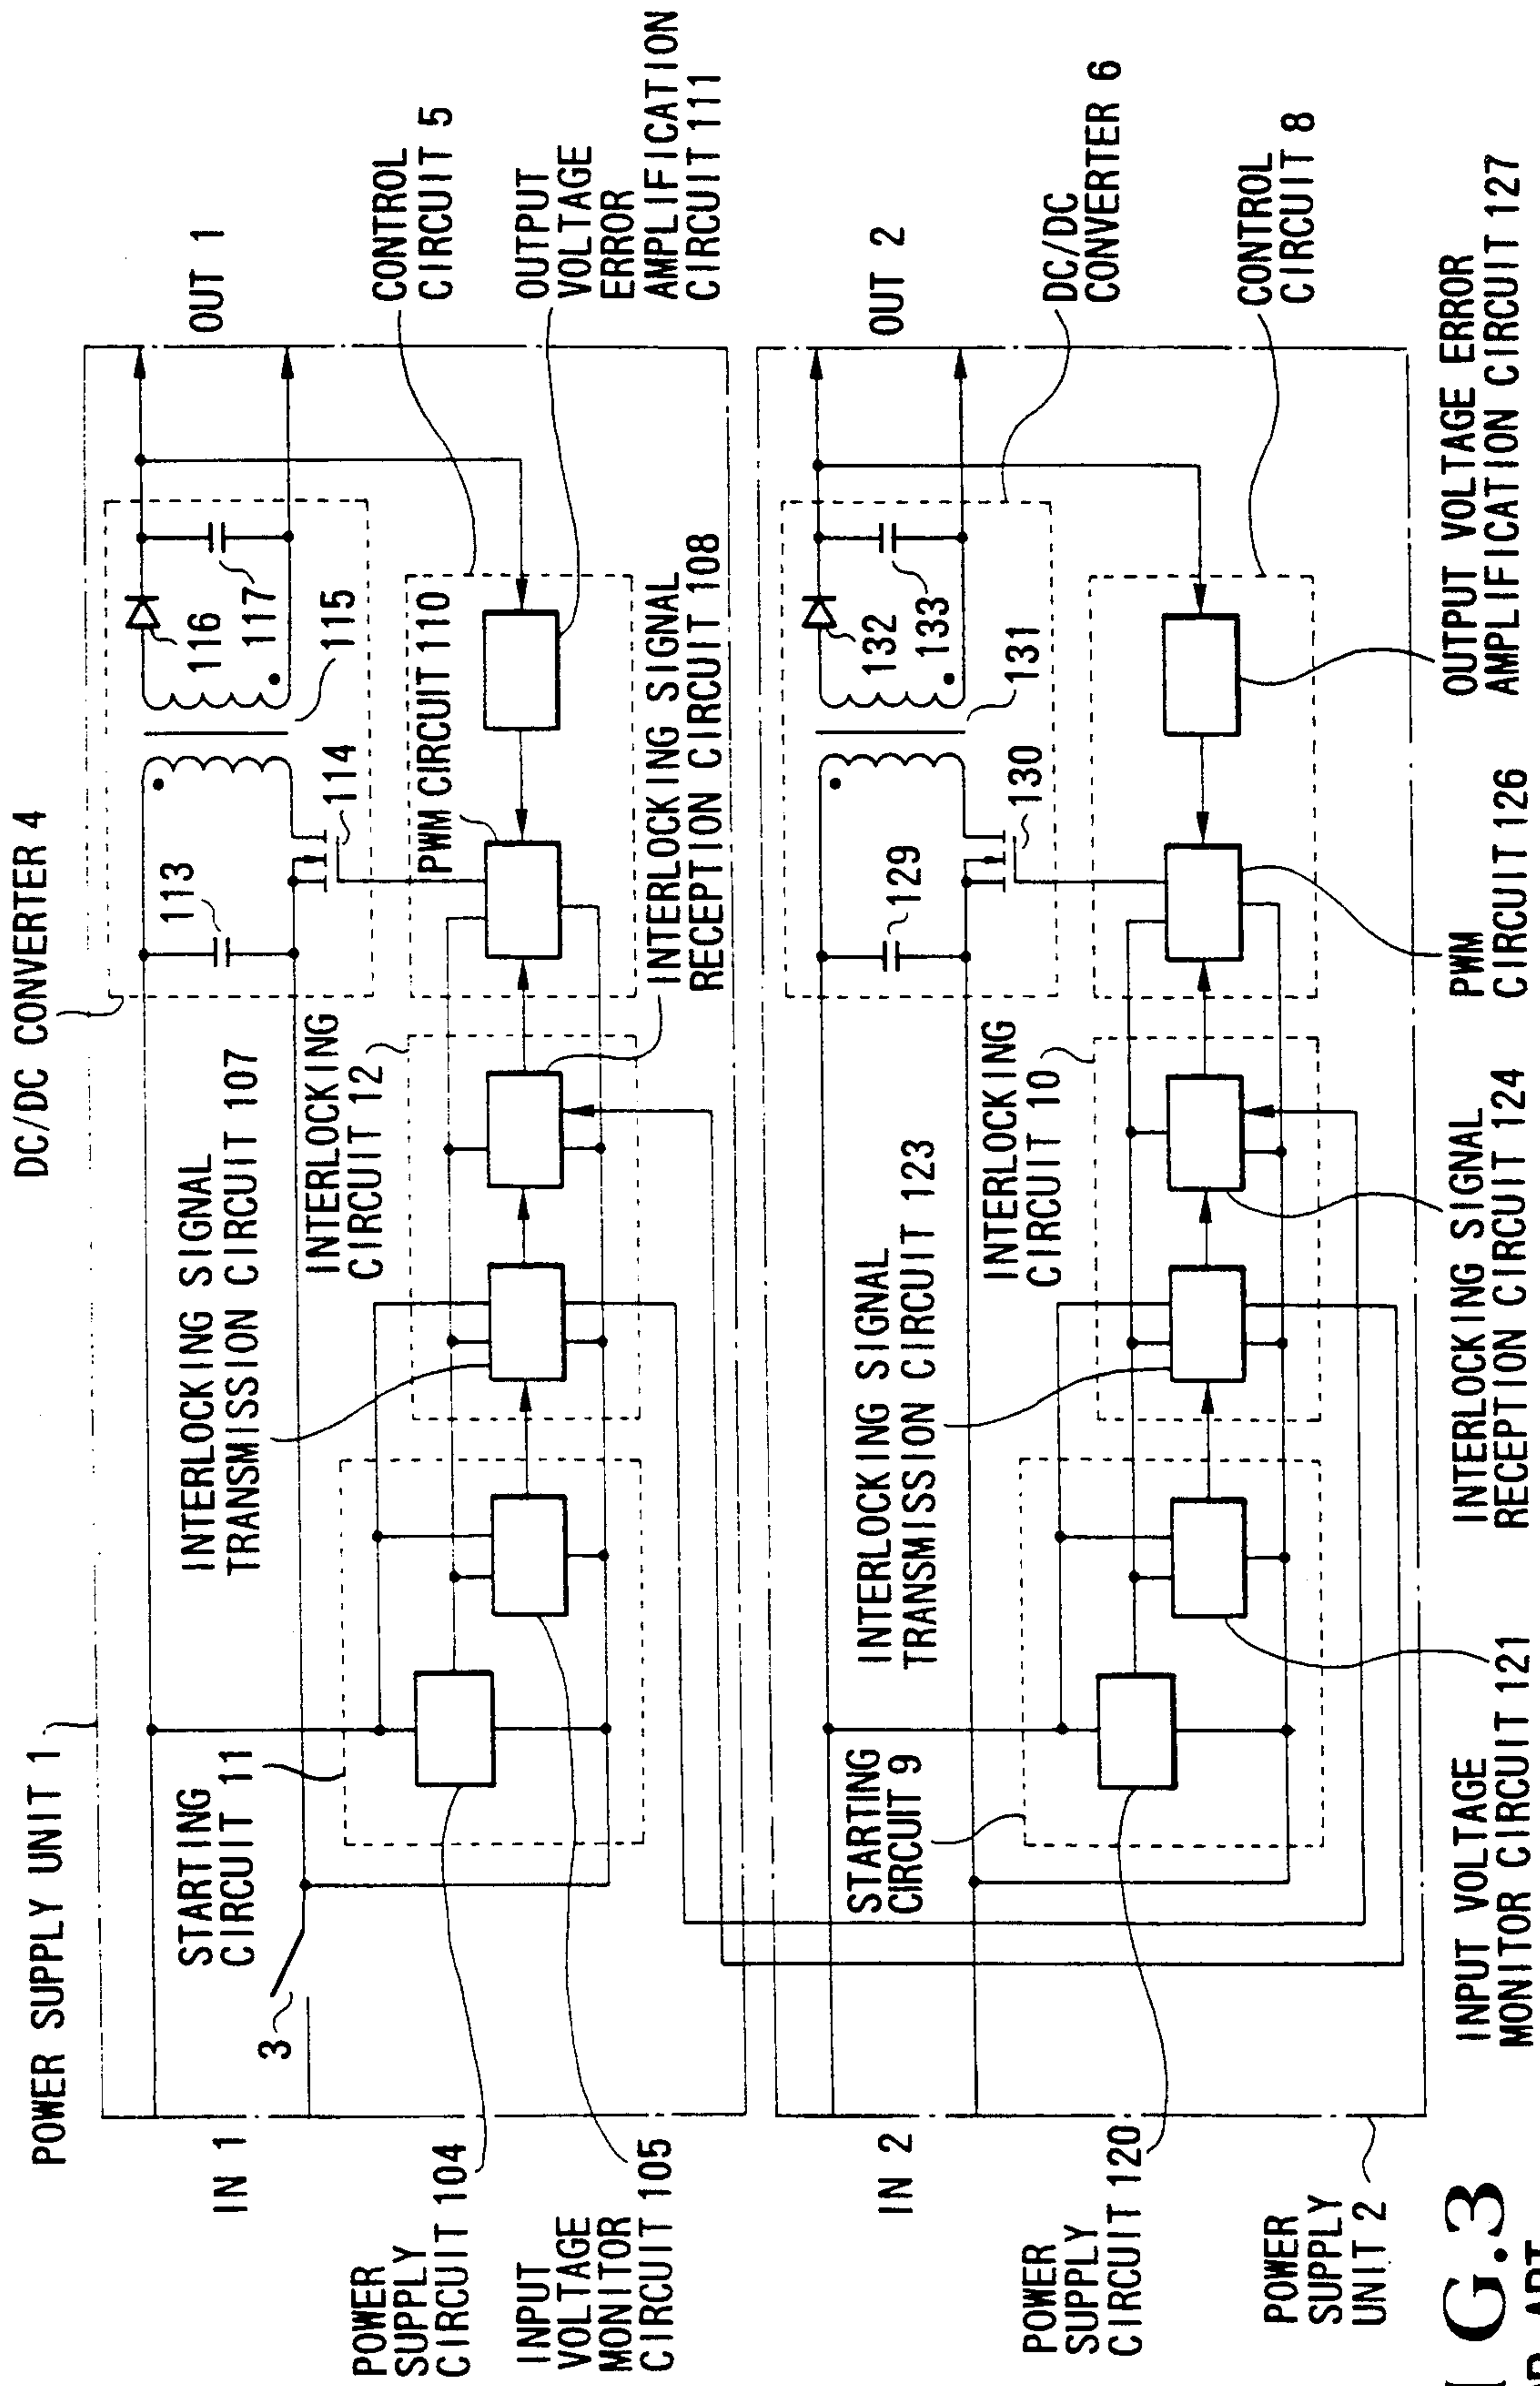 DC/DC CONVERTER 4
POWER SUPPLY UNIT 1
IN 1
3
STARTING
CIRCUIT 11
INTERLOCKING SIGNAL
TRANSMISSION CIRCUIT 107
INTERLOCKING
CIRCUIT 12
113
114
115
116
117
OUT 1
PWM CIRCUIT 110
INTERLOCKING SIGNAL
RECEPTION CIRCUIT 108
CONTROL
CIRCUIT 5
OUTPUT
VOLTAGE
ERROR
AMPLIFICATION
CIRCUIT 111
POWER
SUPPLY
CIRCUIT 104
INPUT
VOLTAGE
MONITOR
CIRCUIT 105
IN 2
STARTING
CIRCUIT 9
INTERLOCKING SIGNAL
TRANSMISSION CIRCUIT 123
INTERLOCKING
CIRCUIT 10
129
130
131
132
133
OUT 2
DC/DC
CONVERTER 6
CONTROL
CIRCUIT 8
POWER
SUPPLY
CIRCUIT 120
POWER
SUPPLY
UNIT 2
INPUT VOLTAGE
MONITOR CIRCUIT 121
INTERLOCKING SIGNAL
RECEPTION CIRCUIT 124
PWM
CIRCUIT 126
OUTPUT VOLTAGE ERROR
AMPLIFICATION CIRCUIT 127
G.3
ART